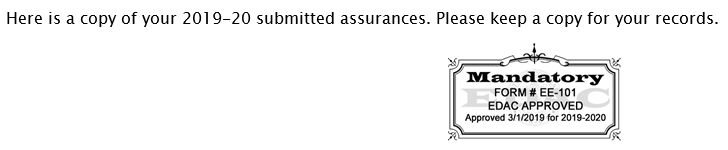 Here is a copy of your 2019-20 submitted assurances. Please keep a copy for your records.
Mandatory
FORM # EE-101
EDAC APPROVED
Approved 3/1/2019 for 2019-2020